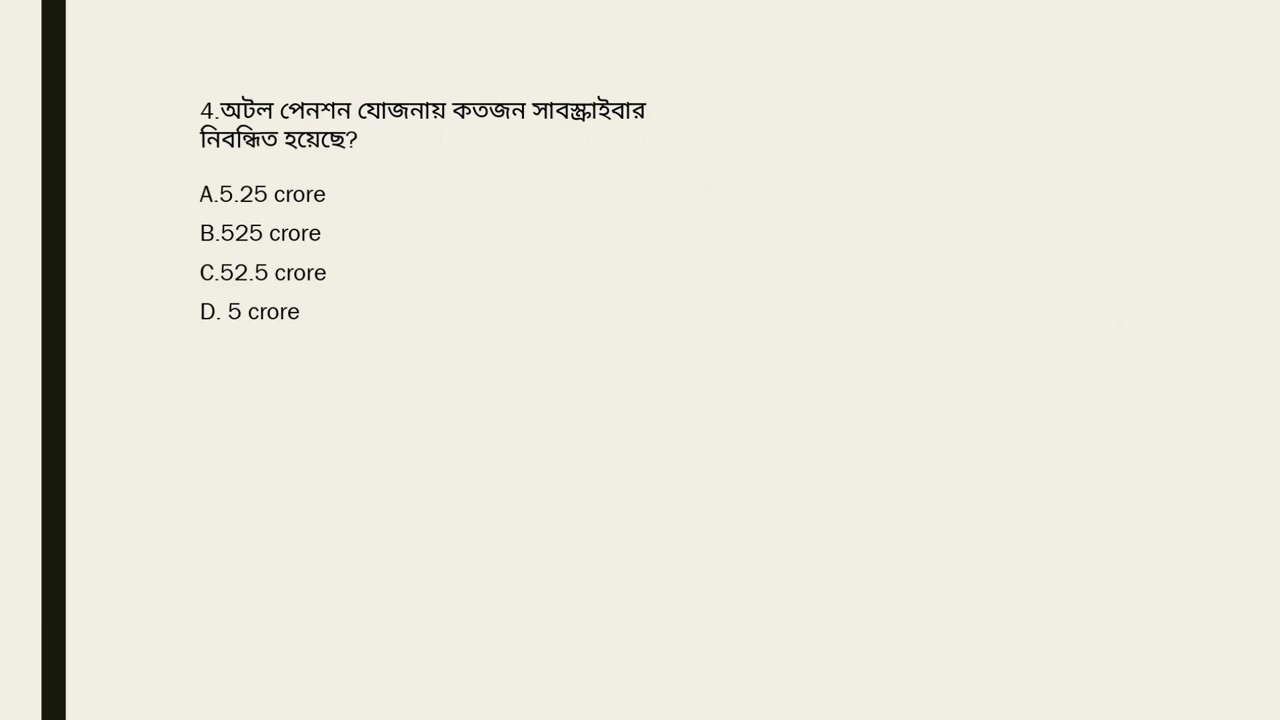 4.অটল পেনশন যোজনায় কতজন সাবস্ক্রাইবার
নিবন্ধিত হয়েছে?
A.5.25 crore
B.525 crore
C.52.5 crore
D. 5 crore